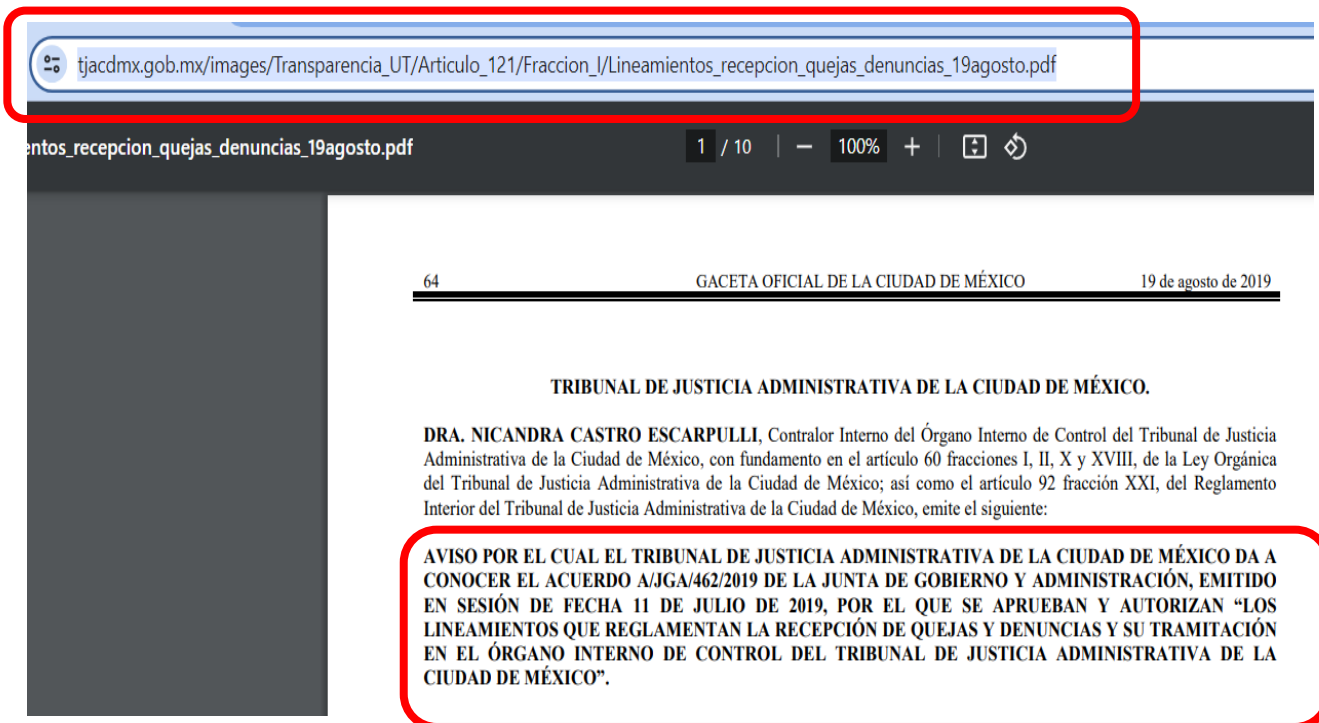 tjacdmx.gob.mx/images/Transparencia_UT/Articulo_121/Fraccion_I/Lineamientos_recepcion_quejas_denuncias_19agosto.pdf
entos_recepcion_quejas_denuncias_19agosto.pdf 1 / 10 | − 100% + |
64 GACETA OFICIAL DE LA CIUDAD DE MÉXICO 19 de agosto de 2019
TRIBUNAL DE JUSTICIA ADMINISTRATIVA DE LA CIUDAD DE MÉXICO.
DRA. NICANDRA CASTRO ESCARPULLI, Contralor Interno del Órgano Interno de Control del Tribunal de Justicia
Administrativa de la Ciudad de México, con fundamento en el artículo 60 fracciones I, II, X y XVIII, de la Ley Orgánica
del Tribunal de Justicia Administrativa de la Ciudad de México; así como el artículo 92 fracción XXI, del Reglamento
Interior del Tribunal de Justicia Administrativa de la Ciudad de México, emite el siguiente:
AVISO POR EL CUAL EL TRIBUNAL DE JUSTICIA ADMINISTRATIVA DE LA CIUDAD DE MÉXICO DA A
CONOCER EL ACUERDO A/JGA/462/2019 DE LA JUNTA DE GOBIERNO Y ADMINISTRACIÓN, EMITIDO
EN SESIÓN DE FECHA 11 DE JULIO DE 2019, POR EL QUE SE APRUEBAN Y AUTORIZAN “LOS
LINEAMIENTOS QUE REGLAMENTAN LA RECEPCIÓN DE QUEJAS Y DENUNCIAS Y SU TRAMITACIÓN
EN EL ÓRGANO INTERNO DE CONTROL DEL TRIBUNAL DE JUSTICIA ADMINISTRATIVA DE LA
CIUDAD DE MÉXICO”.